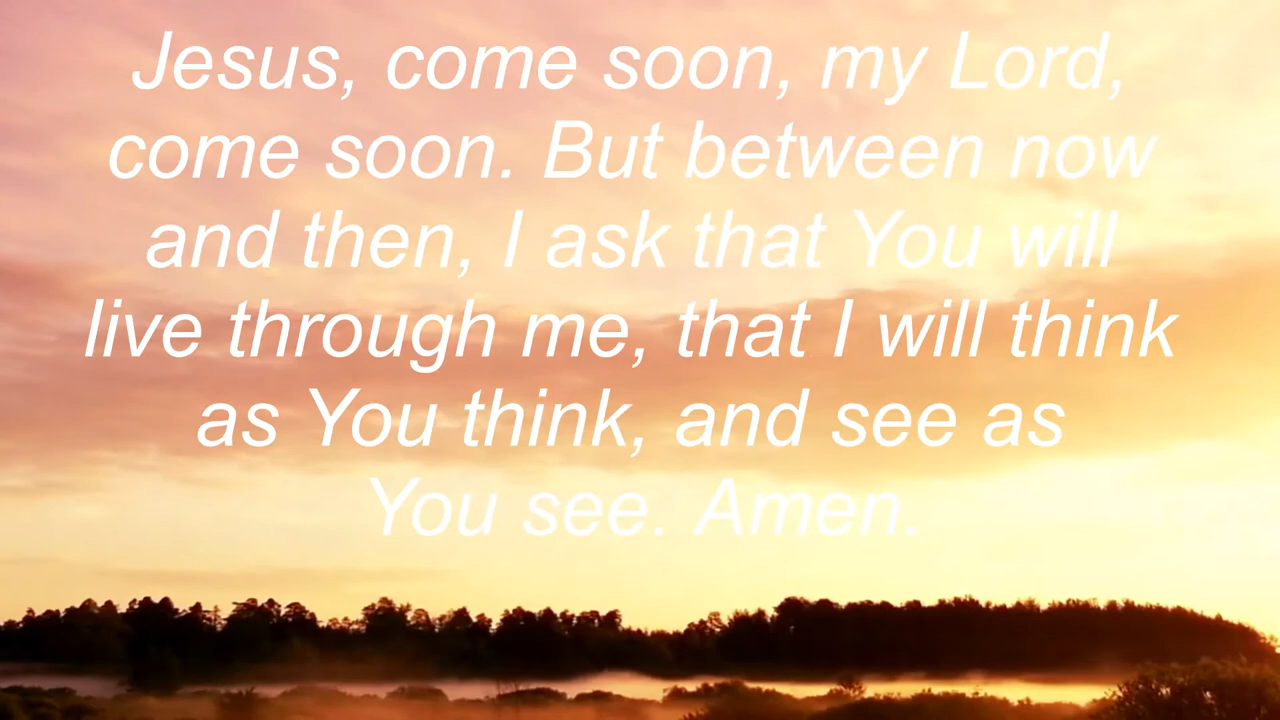 Jesus, come soon, my Lord,
come soon. But between now
and then, I ask that You will
live through me, that I will think
as You think, and see as
You see. Amen.